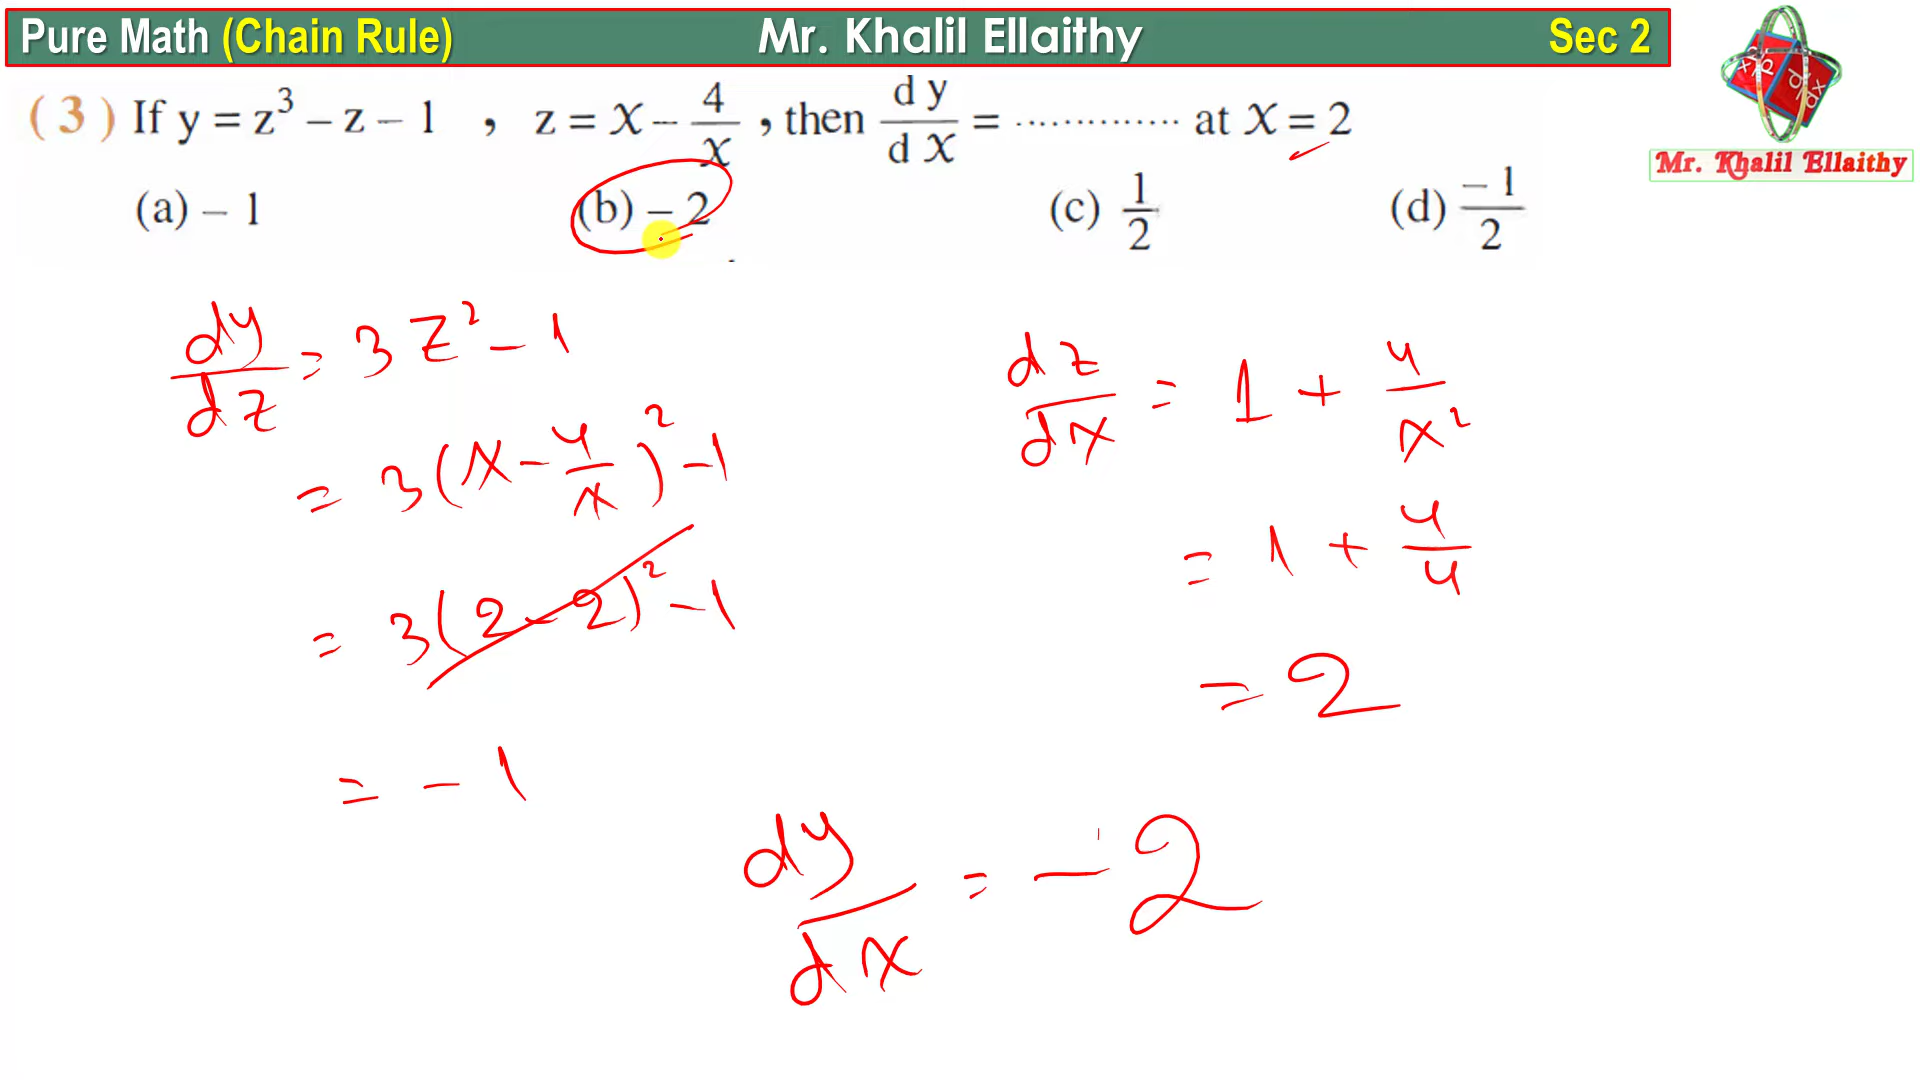 Pure Math (Chain Rule) Mr. Khalil Ellaithy Sec 2
Mr. Khalil Ellaithy
(3) If y = z³ – z – 1 , z = x – 4/x , then dy/dx = .............. at x = 2
(a) – 1 (b) – 2 (c) 1/2 (d) –1/2
dy/dz = 3z² – 1
= 3(x – 4/x)² – 1
= 3(2 – 2)² – 1
= – 1
dz/dx = 1 + 4/x²
= 1 + 4/4
= 2
dy/dx = – 2